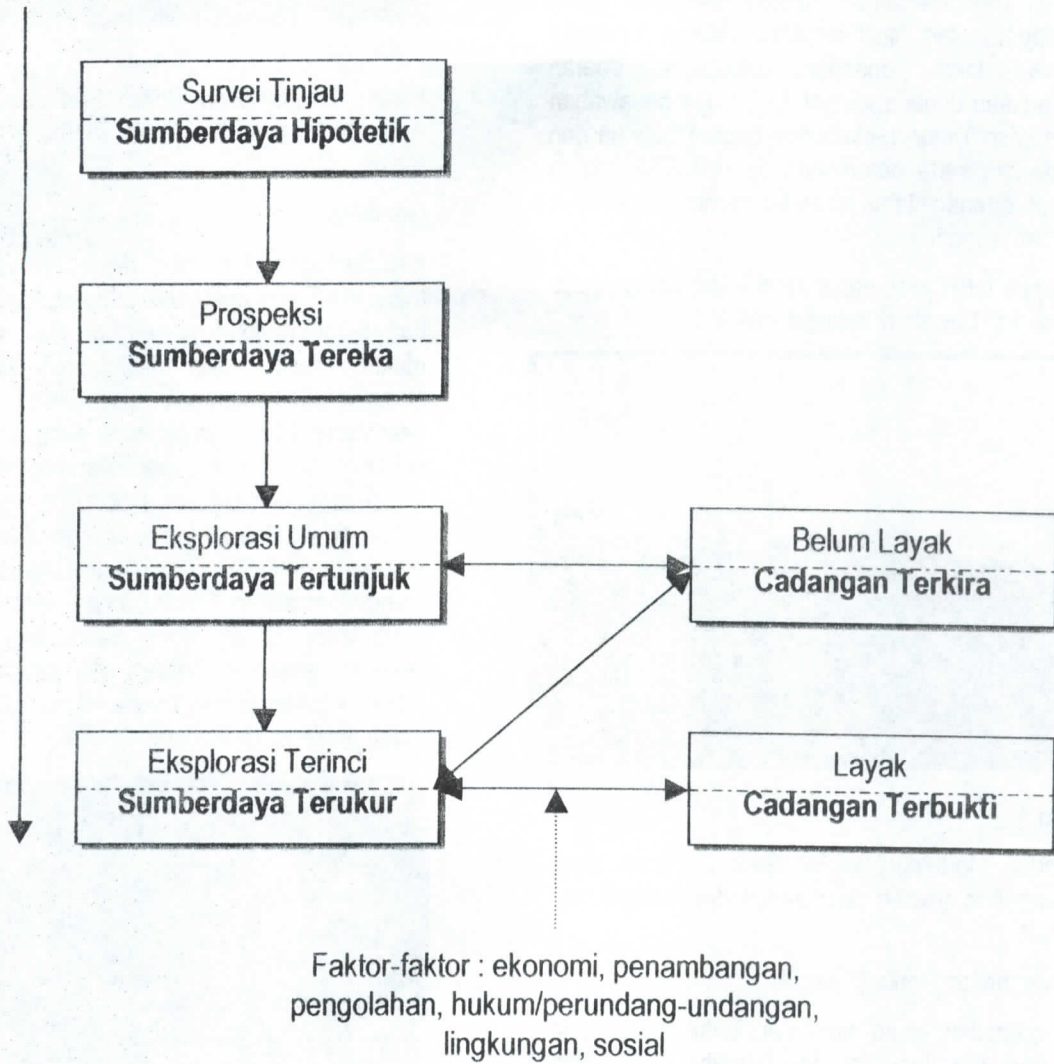 Survei Tinjau
Sumberdaya Hipotetik
Prospeksi
Sumberdaya Tereka
Eksplorasi Umum
Sumberdaya Tertunjuk
Belum Layak
Cadangan Terkira
Eksplorasi Terinci
Sumberdaya Terukur
Layak
Cadangan Terbukti
Faktor-faktor : ekonomi, penambangan,
pengolahan, hukum/perundang-undangan,
lingkungan, sosial